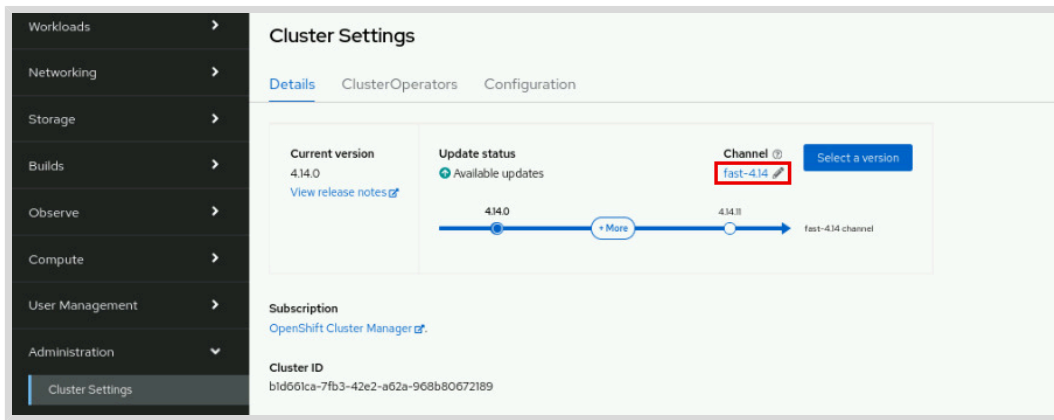 Workloads
Networking
Storage
Builds
Observe
Compute
User Management
Administration
Cluster Settings
Cluster Settings
Details ClusterOperators Configuration
Current version
4.14.0
View release notes
Update status
Available updates
Channel
fast-4.14
Select a version
4.14.0
+ More
4.14.11
fast-4.14 channel
Subscription
OpenShift Cluster Manager .
Cluster ID
b1d661ca-7fb3-42e2-a62a-968b80672189